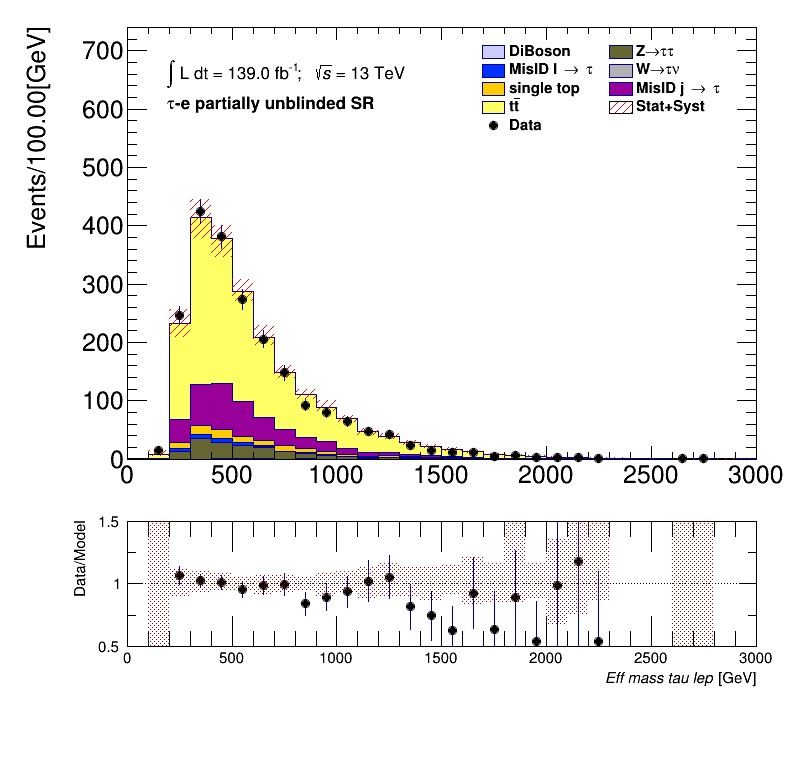 Events/100.00[GeV]
700
600
500
400
300
200
100
0
∫ L dt = 139.0 fb⁻¹; √s = 13 TeV
τ-e partially unblinded SR
DiBoson
MisID l → τ
single top
tt̄
Data
Z→ττ
W→τν
MisID j → τ
Stat+Syst
0 500 1000 1500 2000 2500 3000
Data/Model
1.5
1
0.5
0 500 1000 1500 2000 2500 3000
Eff mass tau lep [GeV]